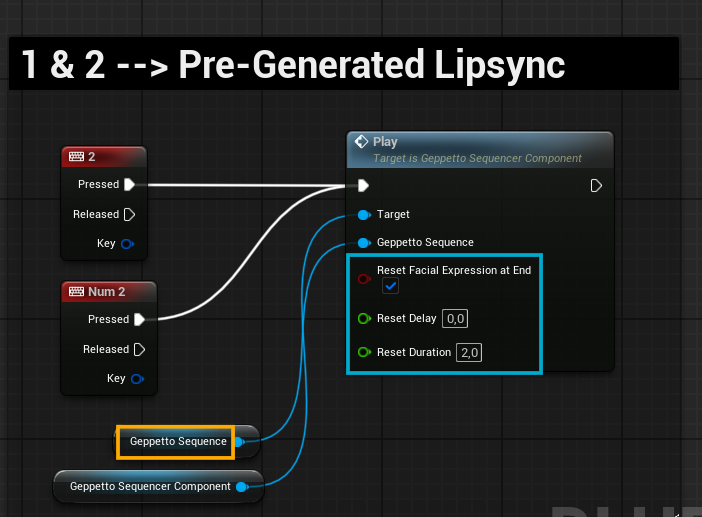 1 & 2 --> Pre-Generated Lipsync
2
Pressed
Released
Key
Num 2
Pressed
Released
Key
Play
Target is Geppetto Sequencer Component
Target
Geppetto Sequence
Reset Facial Expression at End
Reset Delay 0,0
Reset Duration 2,0
Geppetto Sequence
Geppetto Sequencer Component